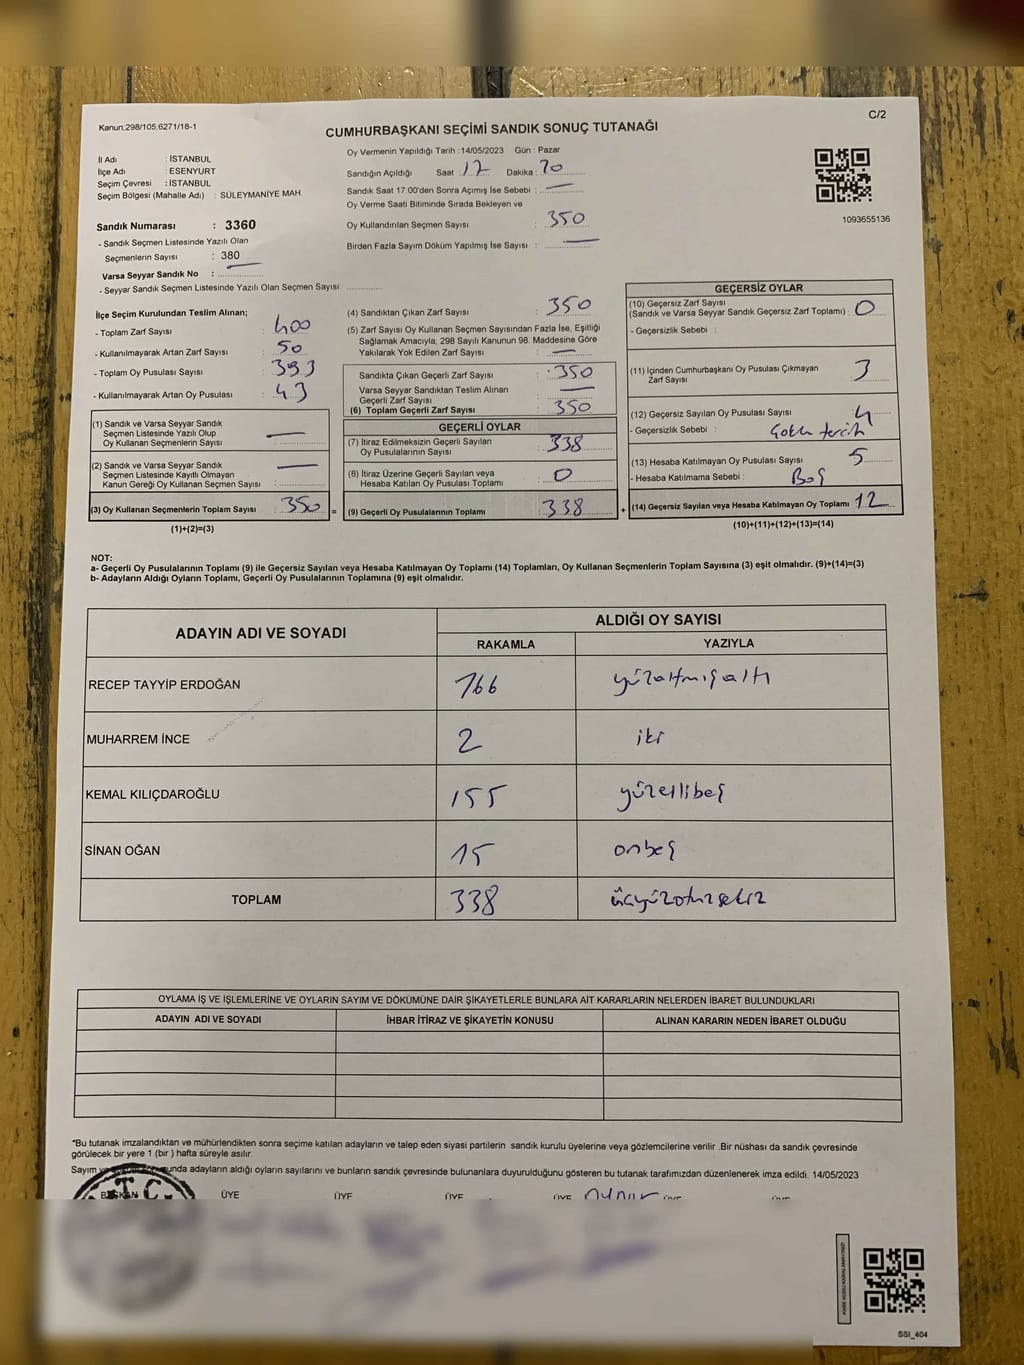 Kanun:298/105,6271/18-1
C/2
CUMHURBAŞKANI SEÇİMİ SANDIK SONUÇ TUTANAĞI
İl Adı : İSTANBUL
İlçe Adı : ESENYURT
Seçim Çevresi : İSTANBUL
Seçim Bölgesi (Mahalle Adı) : SÜLEYMANİYE MAH.
Sandık Numarası : 3360
- Sandık Seçmen Listesinde Yazılı Olan
Seçmenlerin Sayısı : 380
Varsa Seyyar Sandık No :
- Seyyar Sandık Seçmen Listesinde Yazılı Olan Seçmen Sayısı:
Oy Vermenin Yapıldığı Tarih :14/05/2023 Gün : Pazar
Sandığın Açıldığı Saat : 17 Dakika : 20
Sandık Saat 17:00'den Sonra Açımış İse Sebebi : —
Oy Verme Saati Bitiminde Sırada Bekleyen ve
Oy Kullandırılan Seçmen Sayısı : 350
Birden Fazla Sayım Döküm Yapılmış İse Sayısı : —
1093655136
İlçe Seçim Kurulundan Teslim Alınan;
- Toplam Zarf Sayısı : 400
- Kullanılmayarak Artan Zarf Sayısı : 50
- Toplam Oy Pusulası Sayısı : 393
- Kullanılmayarak Artan Oy Pusulası : 43
(1) Sandık ve Varsa Seyyar Sandık
Seçmen Listesinde Yazılı Olup
Oy Kullanan Seçmenlerin Sayısı : —
(2) Sandık ve Varsa Seyyar Sandık
Seçmen Listesinde Kayıtlı Olmayan
Kanun Gereği Oy Kullanan Seçmen Sayısı : —
(3) Oy Kullanan Seçmenlerin Toplam Sayısı : 350
(1)+(2)=(3)
=
(4) Sandıktan Çıkan Zarf Sayısı : 350
(5) Zarf Sayısı Oy Kullanan Seçmen Sayısından Fazla İse, Eşitliği
Sağlamak Amacıyla, 298 Sayılı Kanunun 98. Maddesine Göre
Yakılarak Yok Edilen Zarf Sayısı : —
Sandıkta Çıkan Geçerli Zarf Sayısı : 350
Varsa Seyyar Sandıktan Teslim Alınan
Geçerli Zarf Sayısı : —
(6) Toplam Geçerli Zarf Sayısı : 350
GEÇERLİ OYLAR
(7) İtiraz Edilmeksizin Geçerli Sayılan
Oy Pusulalarının Sayısı : 338
(8) İtiraz Üzerine Geçerli Sayılan veya
Hesaba Katılan Oy Pusulası Toplamı : 0
(9) Geçerli Oy Pusulalarının Toplamı : 338
+
GEÇERSİZ OYLAR
(10) Geçersiz Zarf Sayısı
(Sandık ve Varsa Seyyar Sandık Geçersiz Zarf Toplamı) : 0
- Geçersizlik Sebebi :
(11) İçinden Cumhurbaşkanı Oy Pusulası Çıkmayan
Zarf Sayısı : 3
(12) Geçersiz Sayılan Oy Pusulası Sayısı : 4
- Geçersizlik Sebebi : tercih
(13) Hesaba Katılmayan Oy Pusulası Sayısı : 5
- Hesaba Katılmama Sebebi : Boş
(14) Geçersiz Sayılan veya Hesaba Katılmayan Oy Toplamı 12
(10)+(11)+(12)+(13)=(14)
NOT:
a- Geçerli Oy Pusulalarının Toplamı (9) ile Geçersiz Sayılan veya Hesaba Katılmayan Oy Toplamı (14) Toplamları, Oy Kullanan Seçmenlerin Toplam Sayısına (3) eşit olmalıdır. (9)+(14)=(3)
b- Adayların Aldığı Oyların Toplamı, Geçerli Oy Pusulalarının Toplamına (9) eşit olmalıdır.
ADAYIN ADI VE SOYADI
ALDIĞI OY SAYISI
RAKAMLA YAZIYLA
RECEP TAYYİP ERDOĞAN 166 yüzaltmışaltı
MUHARREM İNCE 2 iki
KEMAL KILIÇDAROĞLU 155 yüzellibeş
SİNAN OĞAN 15 onbeş
TOPLAM 338 üçyüzotuzsekiz
OYLAMA İŞ VE İŞLEMLERİNE VE OYLARIN SAYIM VE DÖKÜMÜNE DAİR ŞİKAYETLERLE BUNLARA AİT KARARLARIN NELERDEN İBARET BULUNDUKLARI
ADAYIN ADI VE SOYADI İHBAR İTİRAZ VE ŞİKAYETİN KONUSU ALINAN KARARIN NEDEN İBARET OLDUĞU
*Bu tutanak imzalandıktan ve mühürlendikten sonra seçime katılan adayların ve talep eden siyasi partilerin sandık kurulu üyelerine veya gözlemcilerine verilir .Bir nüshası da sandık çevresinde
görülecek bir yere 1 (bir ) hafta süreyle asılır.
Sayım ve unda adayların aldığı oyların sayılarını ve bunların sandık çevresinde bulunanlara duyurulduğunu gösteren bu tutanak tarafımızdan düzenlenerek imza edildi. 14/05/2023
BAŞKAN ÜYE ÜYE ÜYE ÜYE ÜYE ÜYE
T.C.
SSI_404